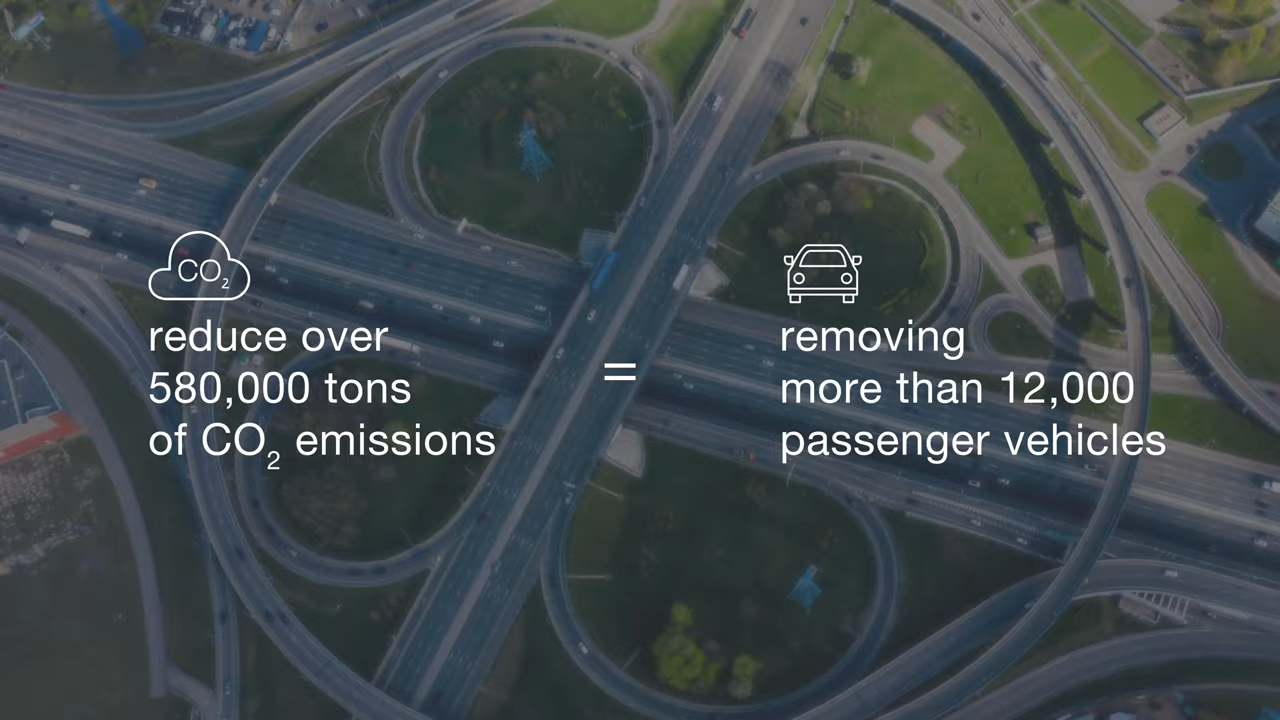 CO₂
reduce over
580,000 tons
of CO₂ emissions
=
removing
more than 12,000
passenger vehicles